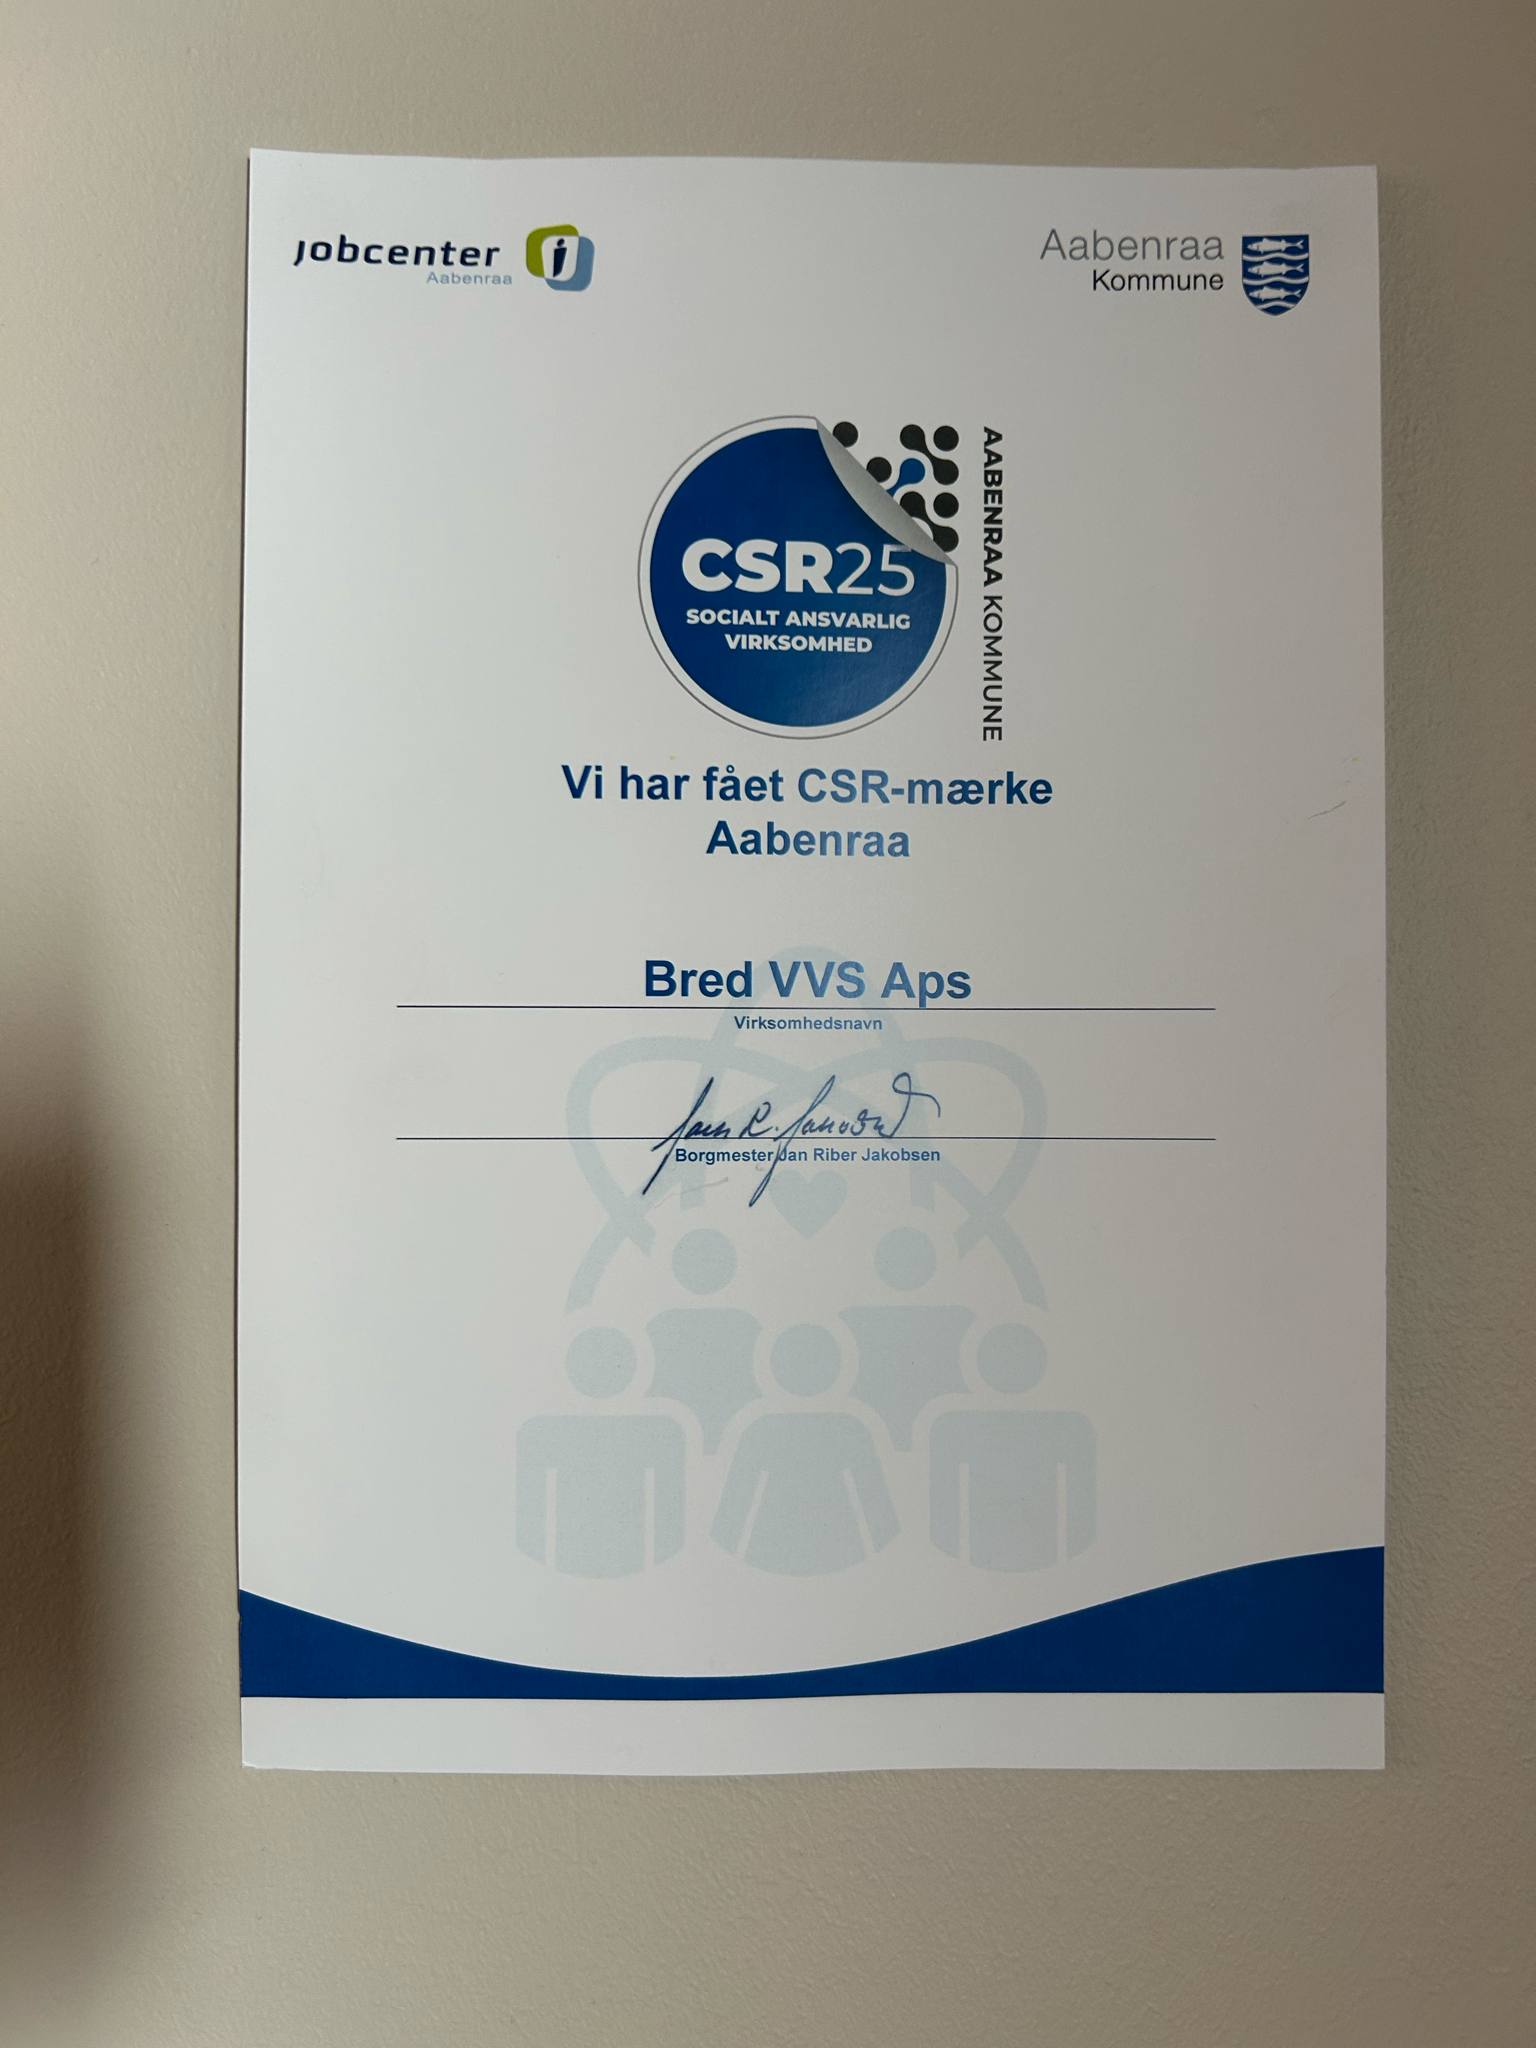 jobcenter
Aabenraa
Aabenraa
Kommune
CSR25
SOCIALT ANSVARLIG
VIRKSOMHED
AABENRAA KOMMUNE
Vi har fået CSR-mærke
Aabenraa
Bred VVS Aps
Virksomhedsnavn
Borgmester Jan Riber Jakobsen